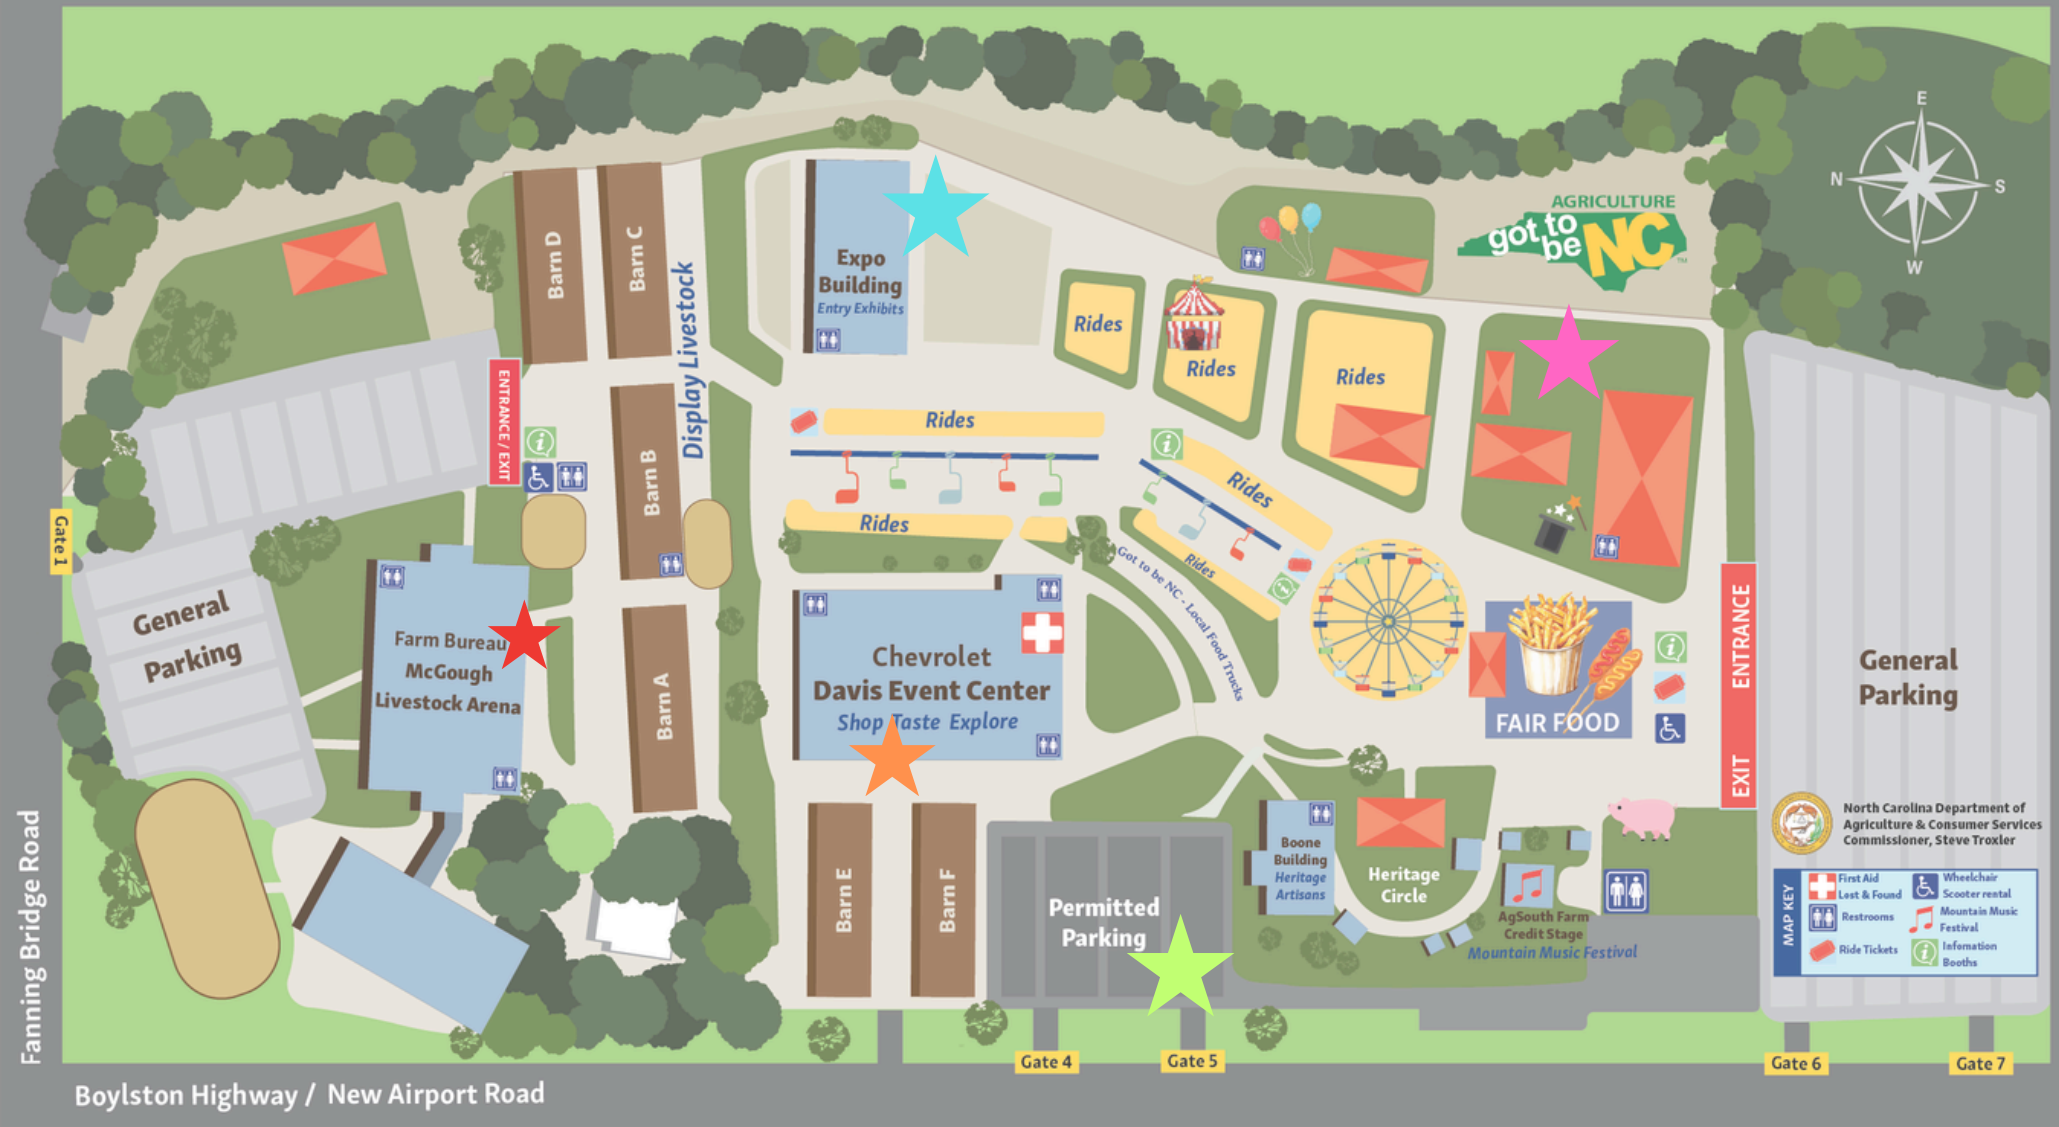 E
N
S
W
AGRICULTURE
got to
be NC
TM
Barn D
Barn C
Display Livestock
Expo
Building
Entry Exhibits
Rides
Rides
Rides
ENTRANCE / EXIT
Barn B
Rides
Rides
Rides
Rides
Got to be NC - Local Food Trucks
Gate 1
General
Parking
Farm Bureau
McGough
Livestock Arena
Barn A
Chevrolet
Davis Event Center
Shop Taste Explore
FAIR FOOD
ENTRANCE
EXIT
General
Parking
Barn E
Barn F
Permitted
Parking
Boone
Building
Heritage
Artisans
Heritage
Circle
AgSouth Farm
Credit Stage
Mountain Music Festival
North Carolina Department of
Agriculture & Consumer Services
Commissioner, Steve Troxler
MAP KEY
First Aid
Lost & Found
Wheelchair
Scooter rental
Restrooms
Mountain Music
Festival
Ride Tickets
Infomation
Booths
Gate 4
Gate 5
Gate 6
Gate 7
Fanning Bridge Road
Boylston Highway / New Airport Road